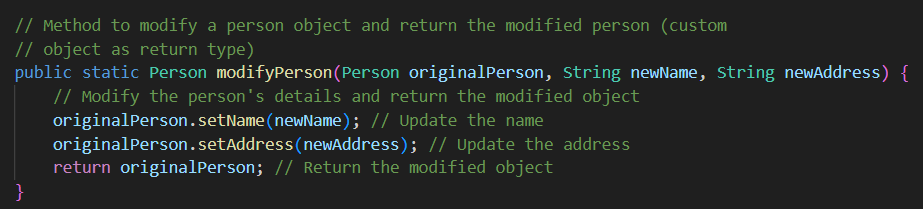 // Method to modify a person object and return the modified person (custom
// object as return type)
public static Person modifyPerson(Person originalPerson, String newName, String newAddress) {
    // Modify the person's details and return the modified object
    originalPerson.setName(newName); // Update the name
    originalPerson.setAddress(newAddress); // Update the address
    return originalPerson; // Return the modified object
}